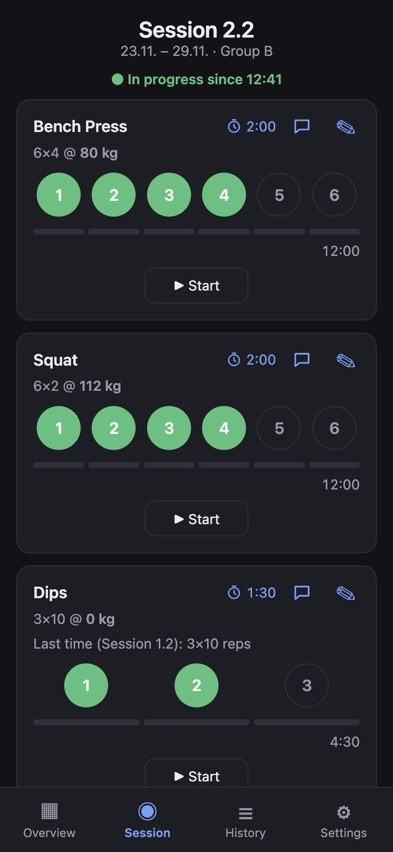 Session 2.2
23.11. – 29.11. · Group B
In progress since 12:41
Bench Press 2:00
6×4 @ 80 kg
1 2 3 4 5 6
12:00
Start
Squat 2:00
6×2 @ 112 kg
1 2 3 4 5 6
12:00
Start
Dips 1:30
3×10 @ 0 kg
Last time (Session 1.2): 3×10 reps
1 2 3
4:30
Start
Overview Session History Settings